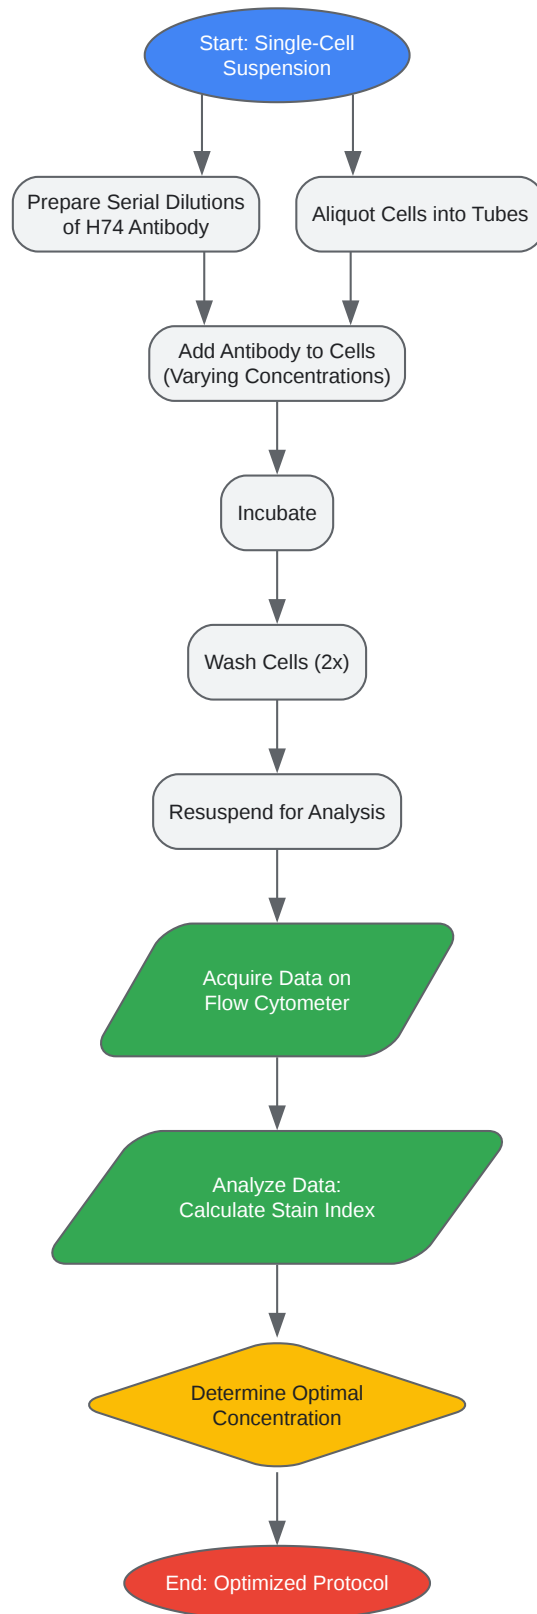 Start: Single-Cell
Suspension
Prepare Serial Dilutions
of H74 Antibody
Aliquot Cells into Tubes
Add Antibody to Cells
(Varying Concentrations)
Incubate
Wash Cells (2x)
Resuspend for Analysis
Acquire Data on
Flow Cytometer
Analyze Data:
Calculate Stain Index
Determine Optimal
Concentration
End: Optimized Protocol